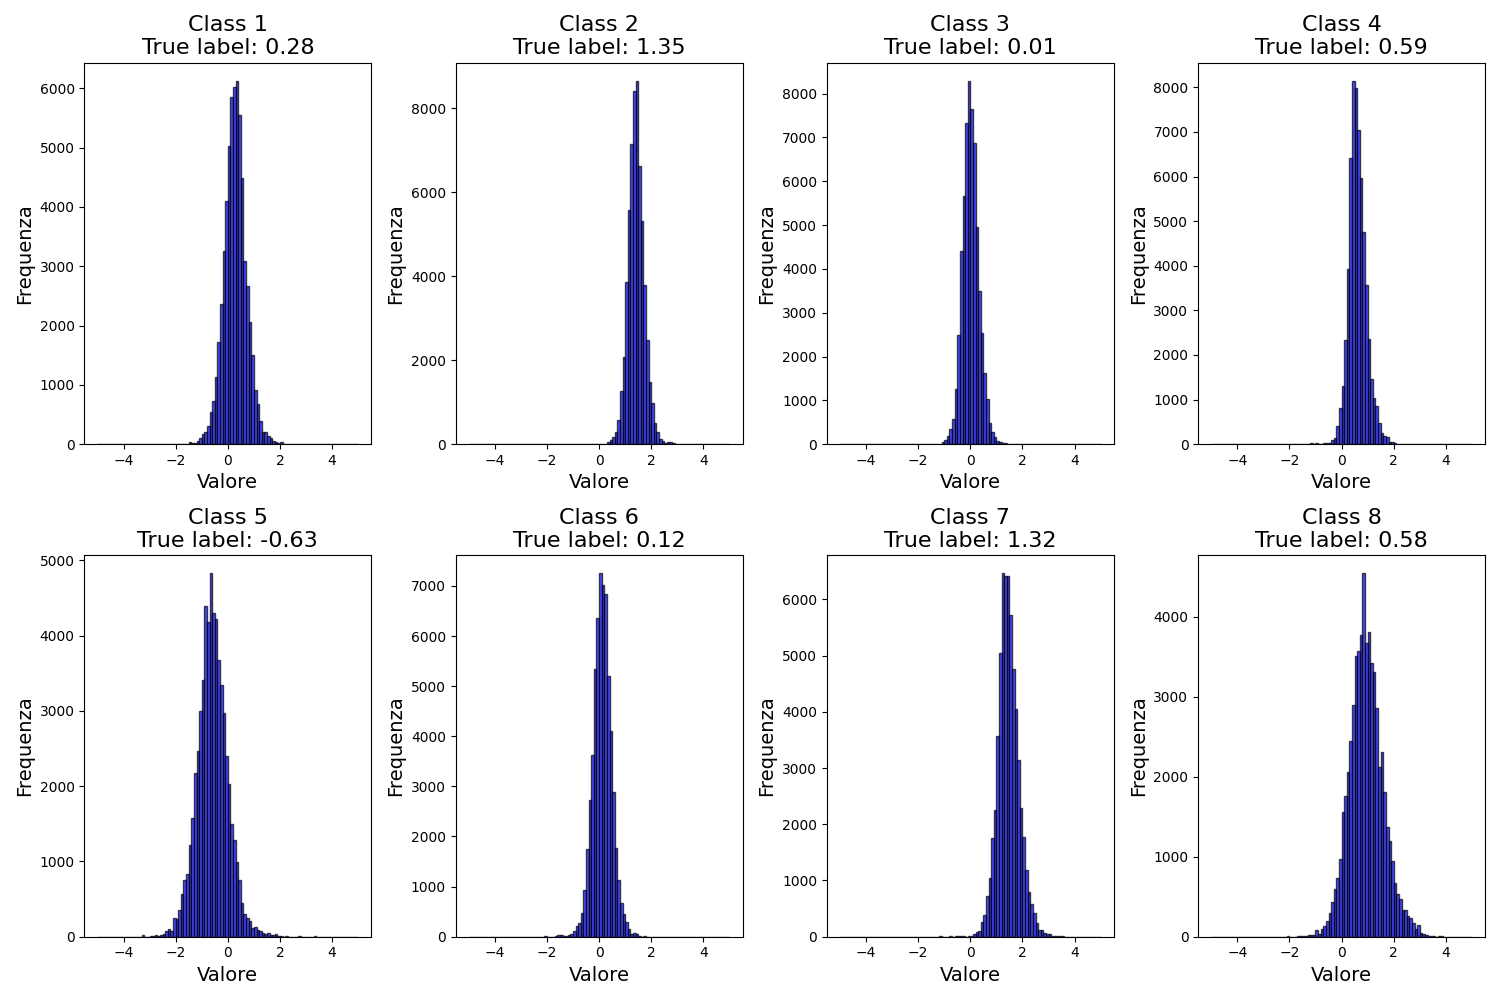 Class 1
True label: 0.28
Class 2
True label: 1.35
Class 3
True label: 0.01
Class 4
True label: 0.59
6000
5000
4000
3000
2000
1000
0
Frequenza
−4 −2 0 2 4
Valore
8000
6000
4000
2000
0
Frequenza
−4 −2 0 2 4
Valore
8000
7000
6000
5000
4000
3000
2000
1000
0
Frequenza
−4 −2 0 2 4
Valore
8000
7000
6000
5000
4000
3000
2000
1000
0
Frequenza
−4 −2 0 2 4
Valore
Class 5
True label: -0.63
Class 6
True label: 0.12
Class 7
True label: 1.32
Class 8
True label: 0.58
5000
4000
3000
2000
1000
0
Frequenza
−4 −2 0 2 4
Valore
7000
6000
5000
4000
3000
2000
1000
0
Frequenza
−4 −2 0 2 4
Valore
6000
5000
4000
3000
2000
1000
0
Frequenza
−4 −2 0 2 4
Valore
4000
3000
2000
1000
0
Frequenza
−4 −2 0 2 4
Valore